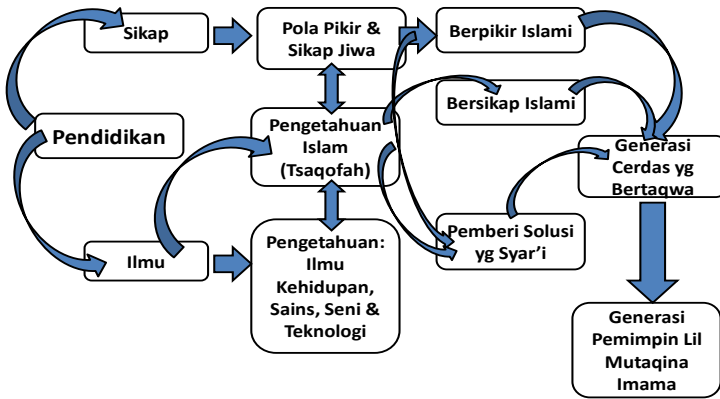 Sikap
Pola Pikir &
Sikap Jiwa
Berpikir Islami
Bersikap Islami
Pendidikan
Pengetahuan
Islam
(Tsaqofah)
Generasi
Cerdas yg
Bertaqwa
Pemberi Solusi
yg Syar’i
Ilmu
Pengetahuan:
Ilmu
Kehidupan,
Sains, Seni &
Teknologi
Generasi
Pemimpin Lil
Mutaqina
Imama